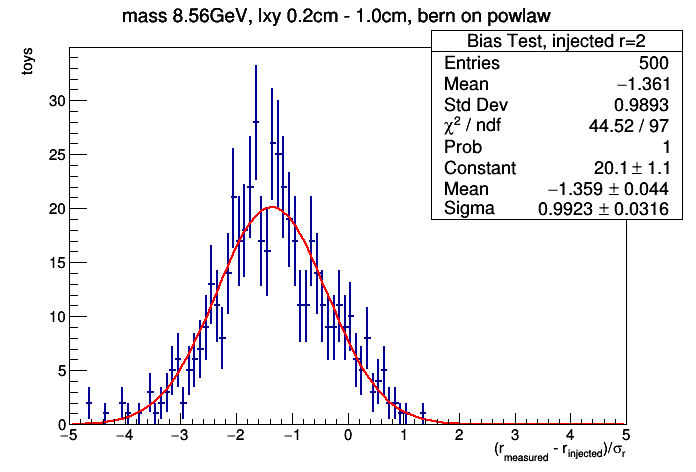 mass 8.56GeV, lxy 0.2cm - 1.0cm, bern on powlaw
Bias Test, injected r=2
Entries 500
Mean −1.361
Std Dev 0.9893
χ² / ndf 44.52 / 97
Prob 1
Constant 20.1 ± 1.1
Mean −1.359 ± 0.044
Sigma 0.9923 ± 0.0316
toys
30
25
20
15
10
5
0
−5 −4 −3 −2 −1 0 1 2 3 4 5
(r_measured - r_injected)/σ_r